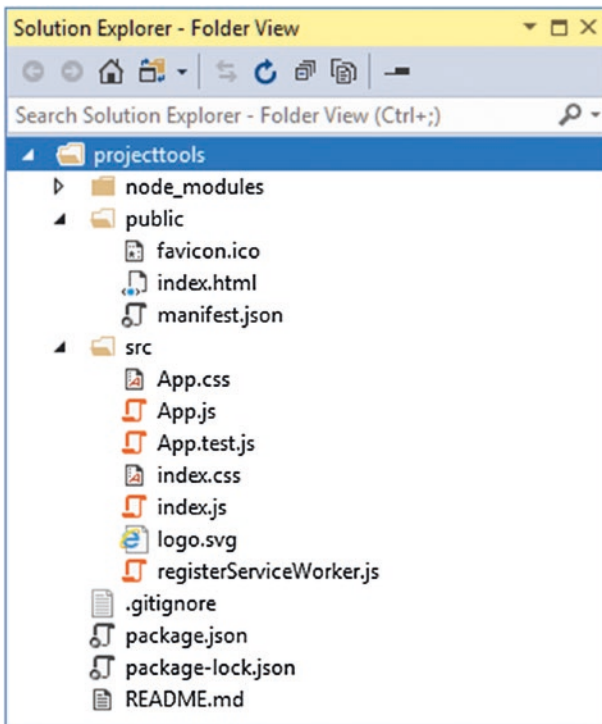 Solution Explorer - Folder View
Search Solution Explorer - Folder View (Ctrl+;)
projecttools
node_modules
public
favicon.ico
index.html
manifest.json
src
App.css
App.js
App.test.js
index.css
index.js
logo.svg
registerServiceWorker.js
.gitignore
package.json
package-lock.json
README.md